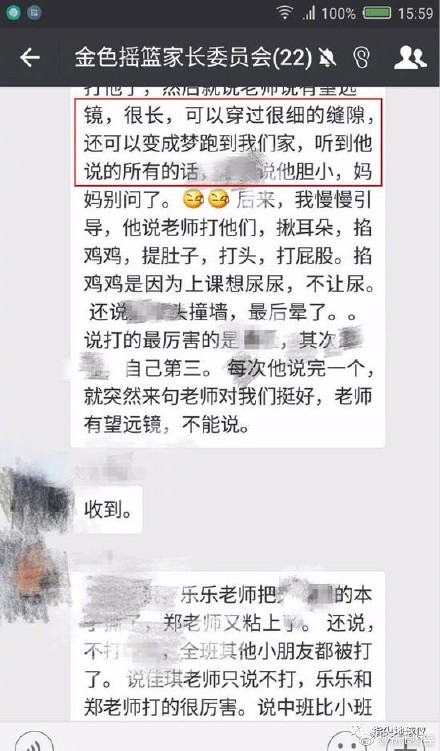 100% 15:59
金色摇篮家长委员会(22)
打他了，然后就说老师说有望远
镜，很长，可以穿过很细的缝隙，
还可以变成梦跑到我们家，听到他
说的所有的话，说他胆小，妈
妈别问了。后来，我慢慢引
导，他说老师打他们，揪耳朵，掐
鸡鸡，提肚子，打头，打屁股。掐
鸡鸡是因为上课想尿尿，不让尿。
还说头撞墙，最后晕了。。
说打的最厉害的是，其次
自己第三。每次他说完一个，
就突然来句老师对我们挺好，老师
有望远镜，不能说。
收到。
说，乐乐老师把的本
子撕了，郑老师又粘上了。还说，
不打，全班其他小朋友都被打
了。说佳琪老师只说不打，乐乐和
郑老师打的很厉害。说中班比小班
指尖地球仪